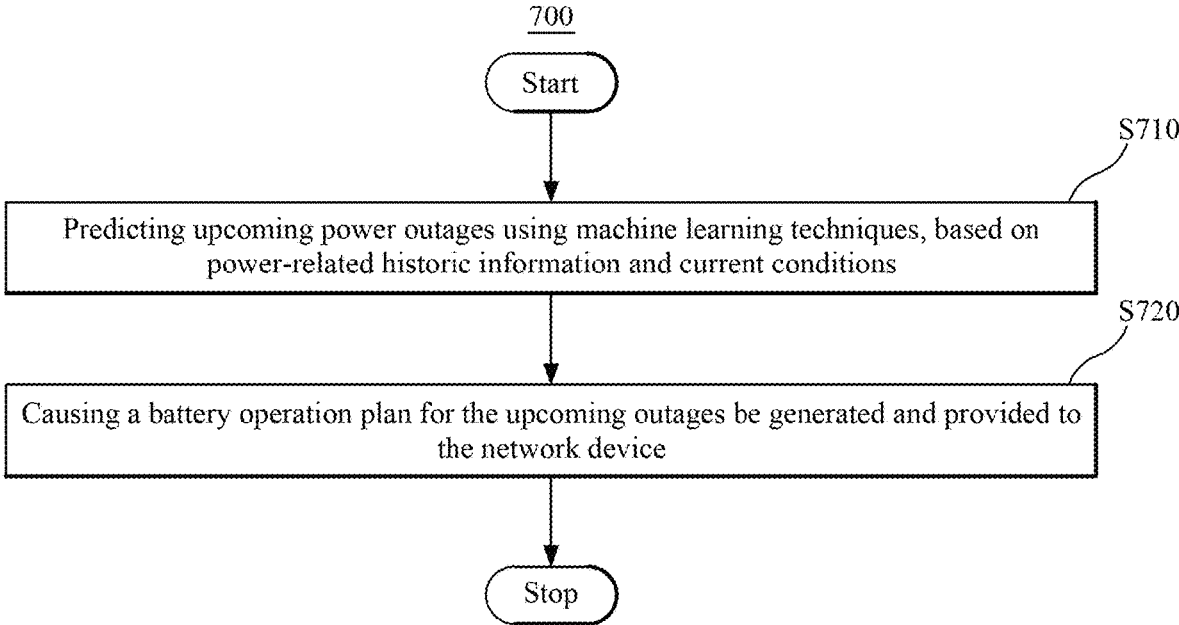 700
Start
S710
Predicting upcoming power outages using machine learning techniques, based on
power-related historic information and current conditions
S720
Causing a battery operation plan for the upcoming outages be generated and provided to
the network device
Stop